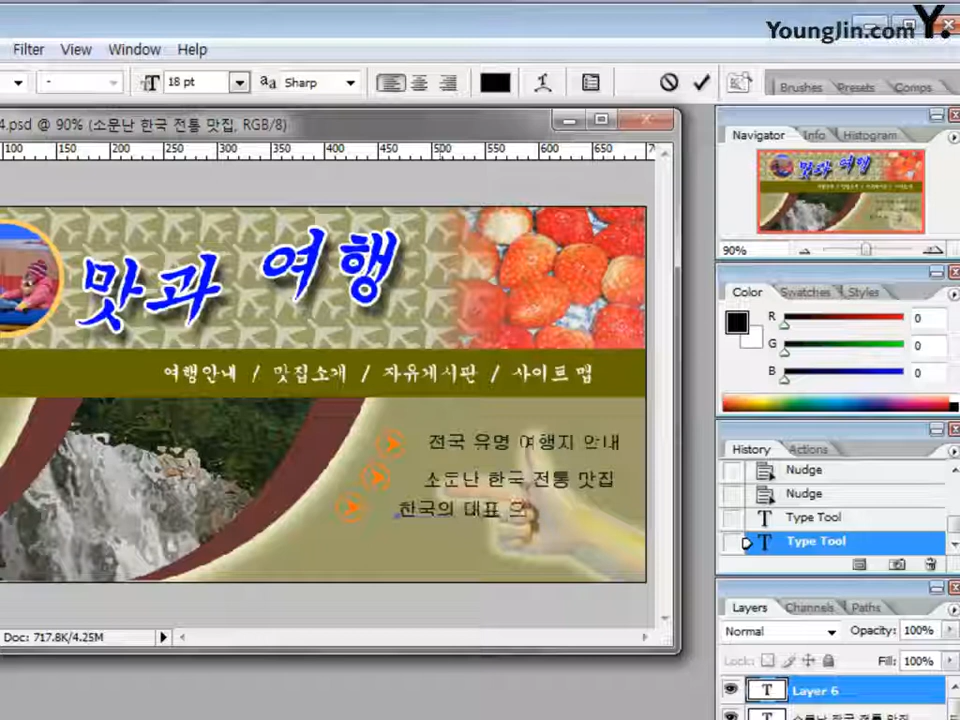 YoungJin.com Y.
Filter View Window Help
- 18 pt aa Sharp Brushes Presets Comps
4.psd @ 90% (소문난 한국 전통 맛집, RGB/8)
100 150 200 250 300 350 400 450 500 550 600 650
Navigator Info Histogram
90%
맛과 여행
Color Swatches Styles
R 0
G 0
B 0
여행안내 / 맛집소개 / 자유게시판 / 사이트 맵
전국 유명 여행지 안내
소문난 한국 전통 맛집
한국의 대표 으
History Actions
Nudge
Nudge
Type Tool
Type Tool
Layers Channels Paths
Normal Opacity: 100%
Lock: Fill: 100%
Layer 6
소문난 한국 전통 맛집
Doc: 717.8K/4.25M